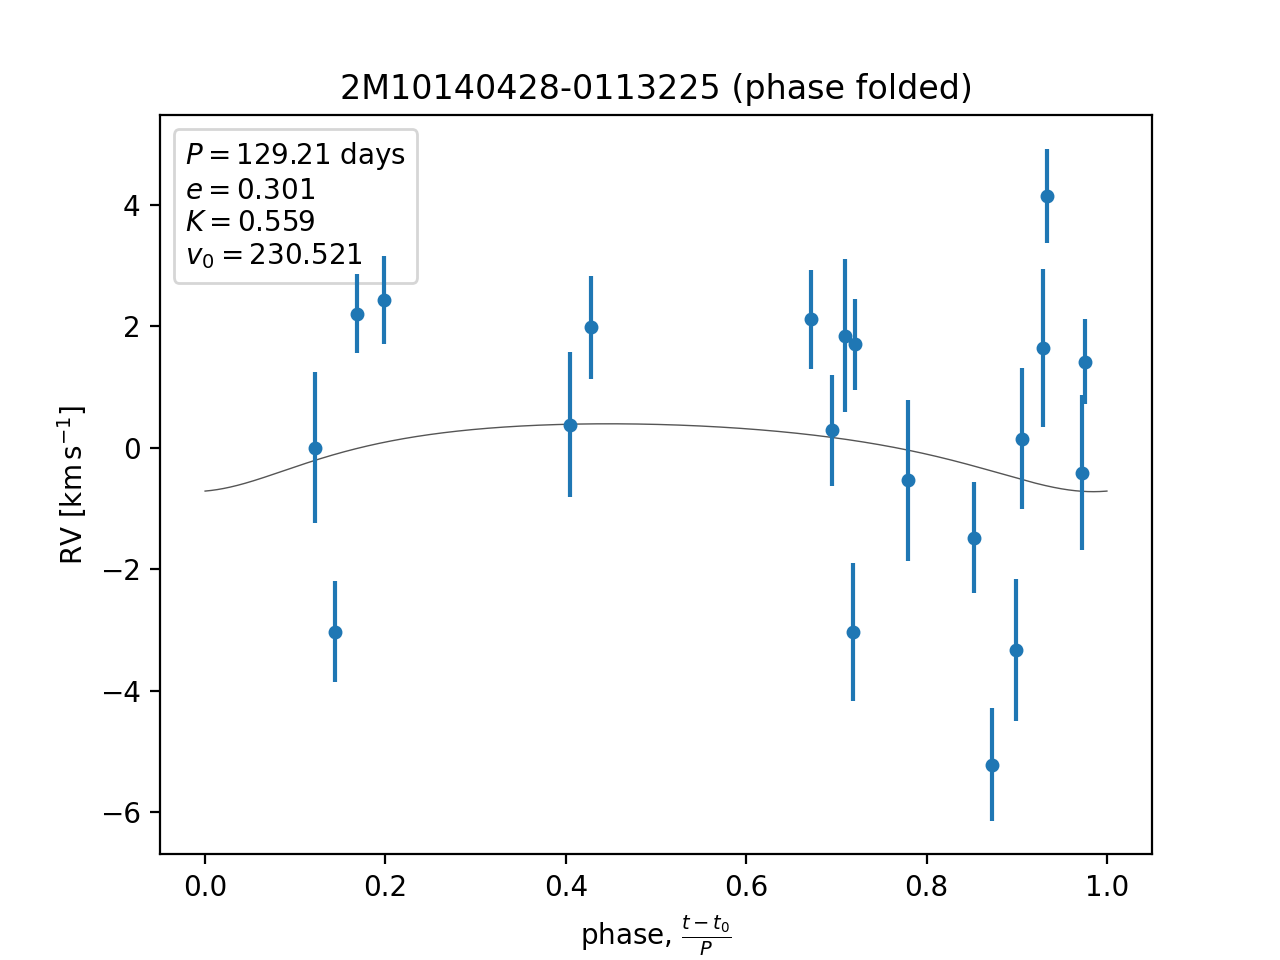 2M10140428-0113225 (phase folded)
P = 129.21 days
e = 0.301
K = 0.559
v₀ = 230.521
4
2
0
−2
−4
−6
RV [km s⁻¹]
0.0 0.2 0.4 0.6 0.8 1.0
phase, (t − t₀)/P